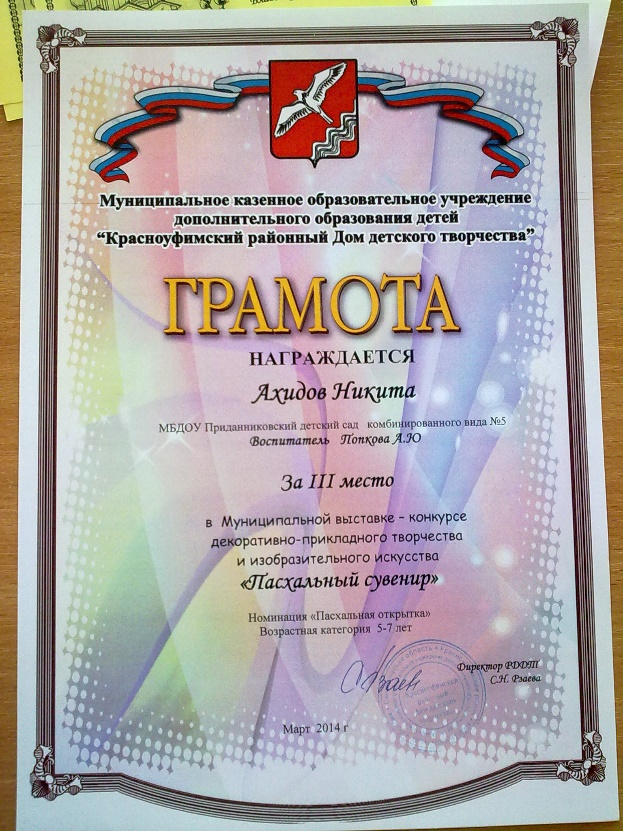 Муниципальное казенное образовательное учреждение
дополнительного образования детей
“Красноуфимский районный Дом детского творчества”
ГРАМОТА
НАГРАЖДАЕТСЯ
Ахидов Никита
МБДОУ Приданниковский детский сад комбинированного вида №5
Воспитатель Попкова А.Ю
За III место
в Муниципальной выставке – конкурсе
декоративно-прикладного творчества
и изобразительного искусства
«Пасхальный сувенир»
Номинация «Пасхальная открытка»
Возрастная категория 5-7 лет
Директор РДДТ
С.Н. Рзаева
Март 2014 г